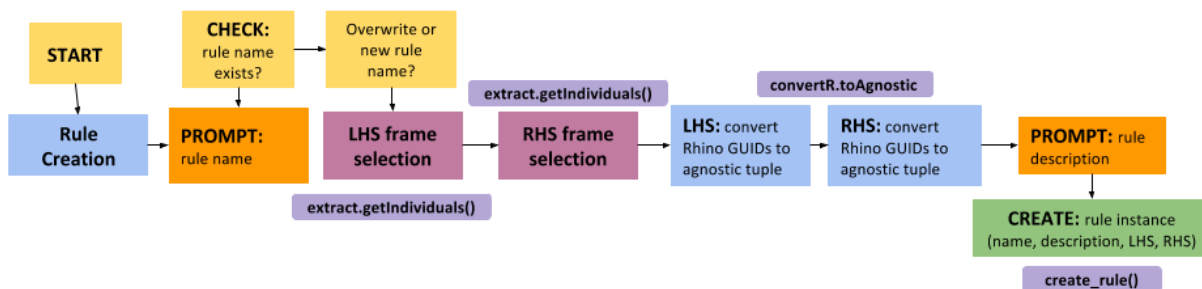 START
Rule
Creation
CHECK:
rule name
exists?
PROMPT:
rule name
Overwrite or
new rule
name?
LHS frame
selection
extract.getIndividuals()
extract.getIndividuals()
RHS frame
selection
LHS: convert
Rhino GUIDs to
agnostic tuple
convertR.toAgnostic
RHS: convert
Rhino GUIDs to
agnostic tuple
PROMPT: rule
description
CREATE: rule instance
(name, description, LHS, RHS)
create_rule()